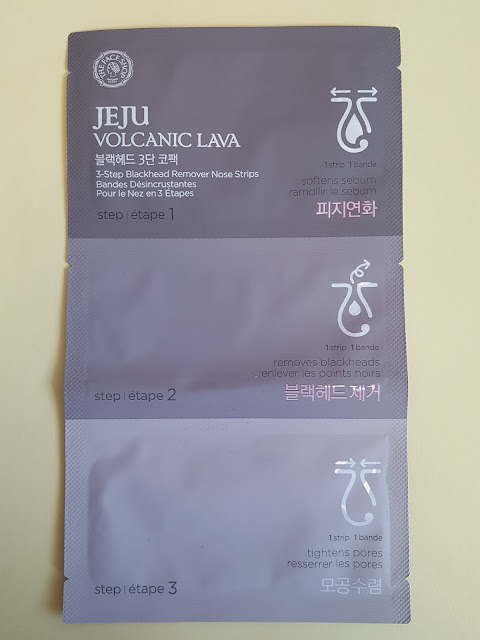 THE FACE SHOP
JEJU
VOLCANIC LAVA
블랙헤드 3단 코팩
3-Step Blackhead Remover Nose Strips
Bandes Désincrustantes
Pour le Nez en 3 Étapes
step | étape 1
1 strip 1 bande
softens sebum
ramollir le sébum
피지연화
1 strip 1 bande
removes blackheads
enlever les points noirs
블랙헤드 제거
step | étape 2
1 strip 1 bande
tightens pores
resserrer les pores
모공수렴
step | étape 3